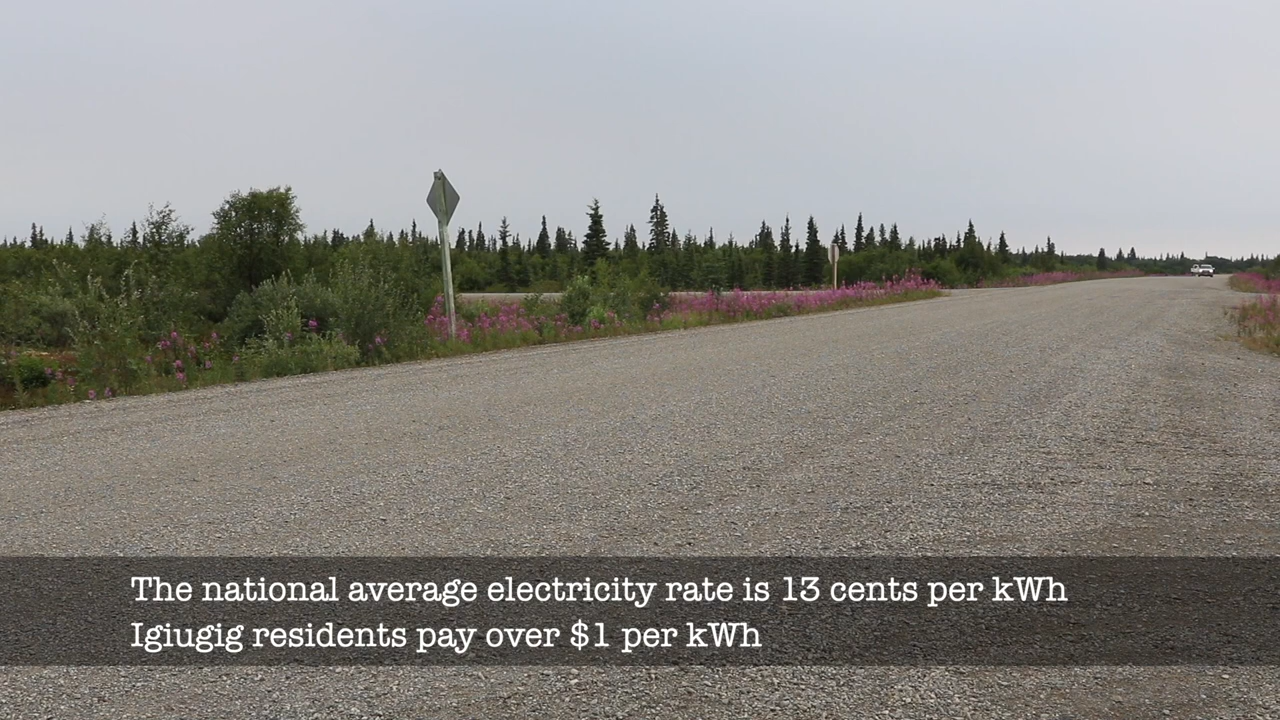 The national average electricity rate is 13 cents per kWh
Igiugig residents pay over $1 per kWh